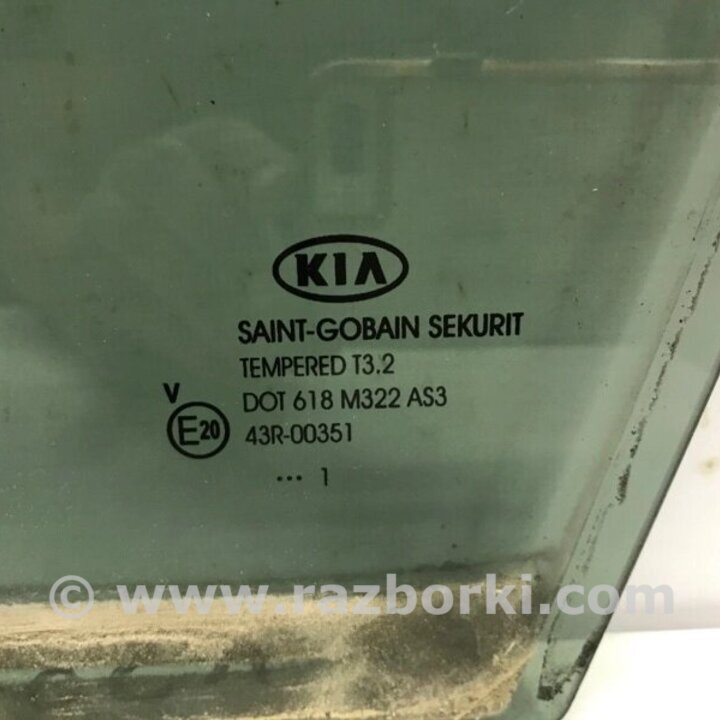 KIA
SAINT-GOBAIN SEKURIT
TEMPERED T3.2
V
DOT 618 M322 AS3
E20
43R-00351
... 1
© www.razborki.com